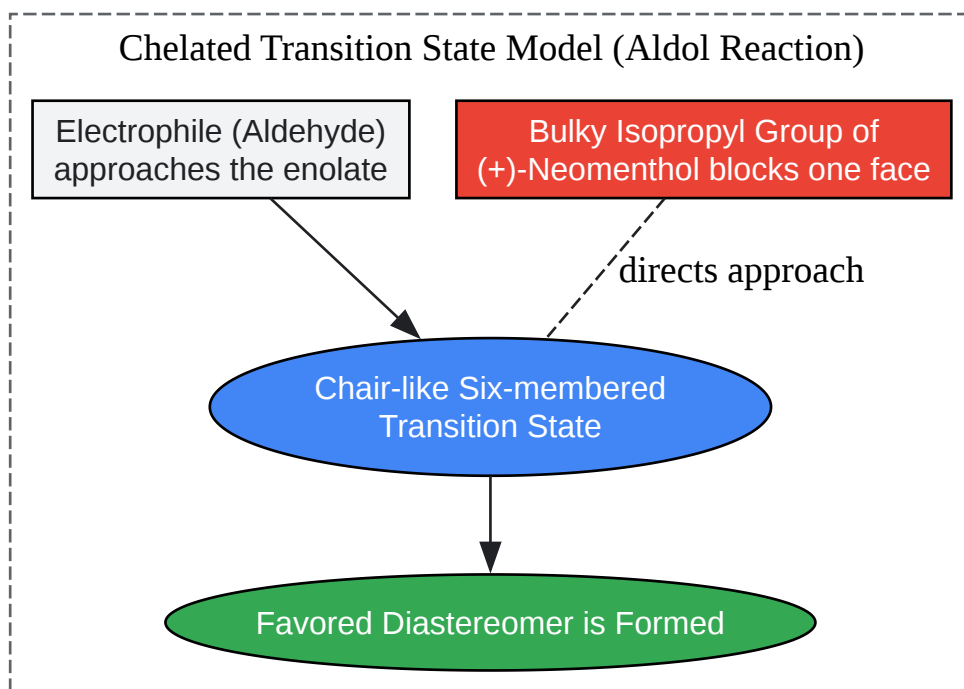 Chelated Transition State Model (Aldol Reaction)
Electrophile (Aldehyde)
approaches the enolate
Bulky Isopropyl Group of
(+)-Neomenthol blocks one face
directs approach
Chair-like Six-membered
Transition State
Favored Diastereomer is Formed